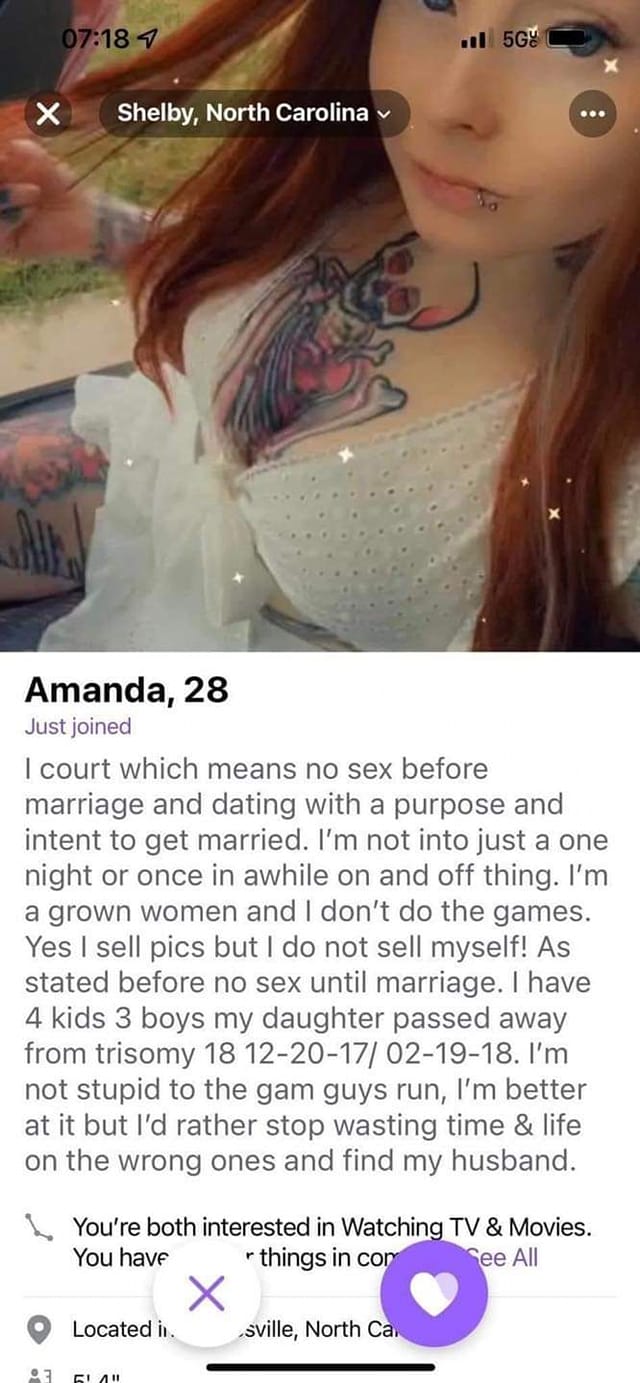 07:18
5G
Shelby, North Carolina
Amanda, 28
Just joined
I court which means no sex before
marriage and dating with a purpose and
intent to get married. I'm not into just a one
night or once in awhile on and off thing. I'm
a grown women and I don't do the games.
Yes I sell pics but I do not sell myself! As
stated before no sex until marriage. I have
4 kids 3 boys my daughter passed away
from trisomy 18 12-20-17/ 02-19-18. I'm
not stupid to the gam guys run, I'm better
at it but I'd rather stop wasting time & life
on the wrong ones and find my husband.
You're both interested in Watching TV & Movies.
You have things in See All
Located sville, North
5' 4"